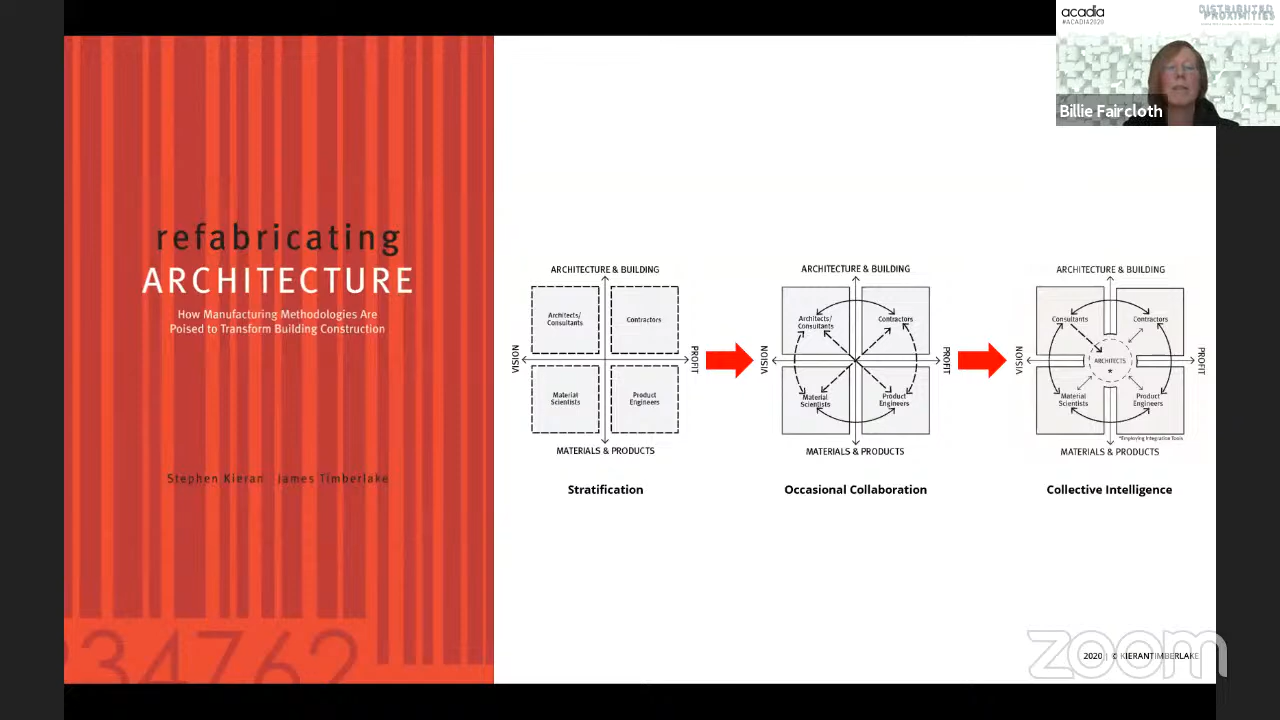 acadia
#ACADIA2020
DISTRIBUTED
PROXIMITIES
Billie Faircloth
refabricating
ARCHITECTURE
How Manufacturing Methodologies Are
Poised to Transform Building Construction
Stephen Kieran James Timberlake
234762
ARCHITECTURE & BUILDING
VISION
PROFIT
Architects/
Consultants
Contractors
Material
Scientists
Product
Engineers
MATERIALS & PRODUCTS
Stratification
ARCHITECTURE & BUILDING
VISION
PROFIT
Architects/
Consultants
Contractors
Material
Scientists
Product
Engineers
MATERIALS & PRODUCTS
Occasional Collaboration
ARCHITECTURE & BUILDING
VISION
PROFIT
Consultants
Contractors
ARCHITECTS
*
Material
Scientists
Product
Engineers
*Employing Integration Tools
MATERIALS & PRODUCTS
Collective Intelligence
2020 | © KIERANTIMBERLAKE
zoom